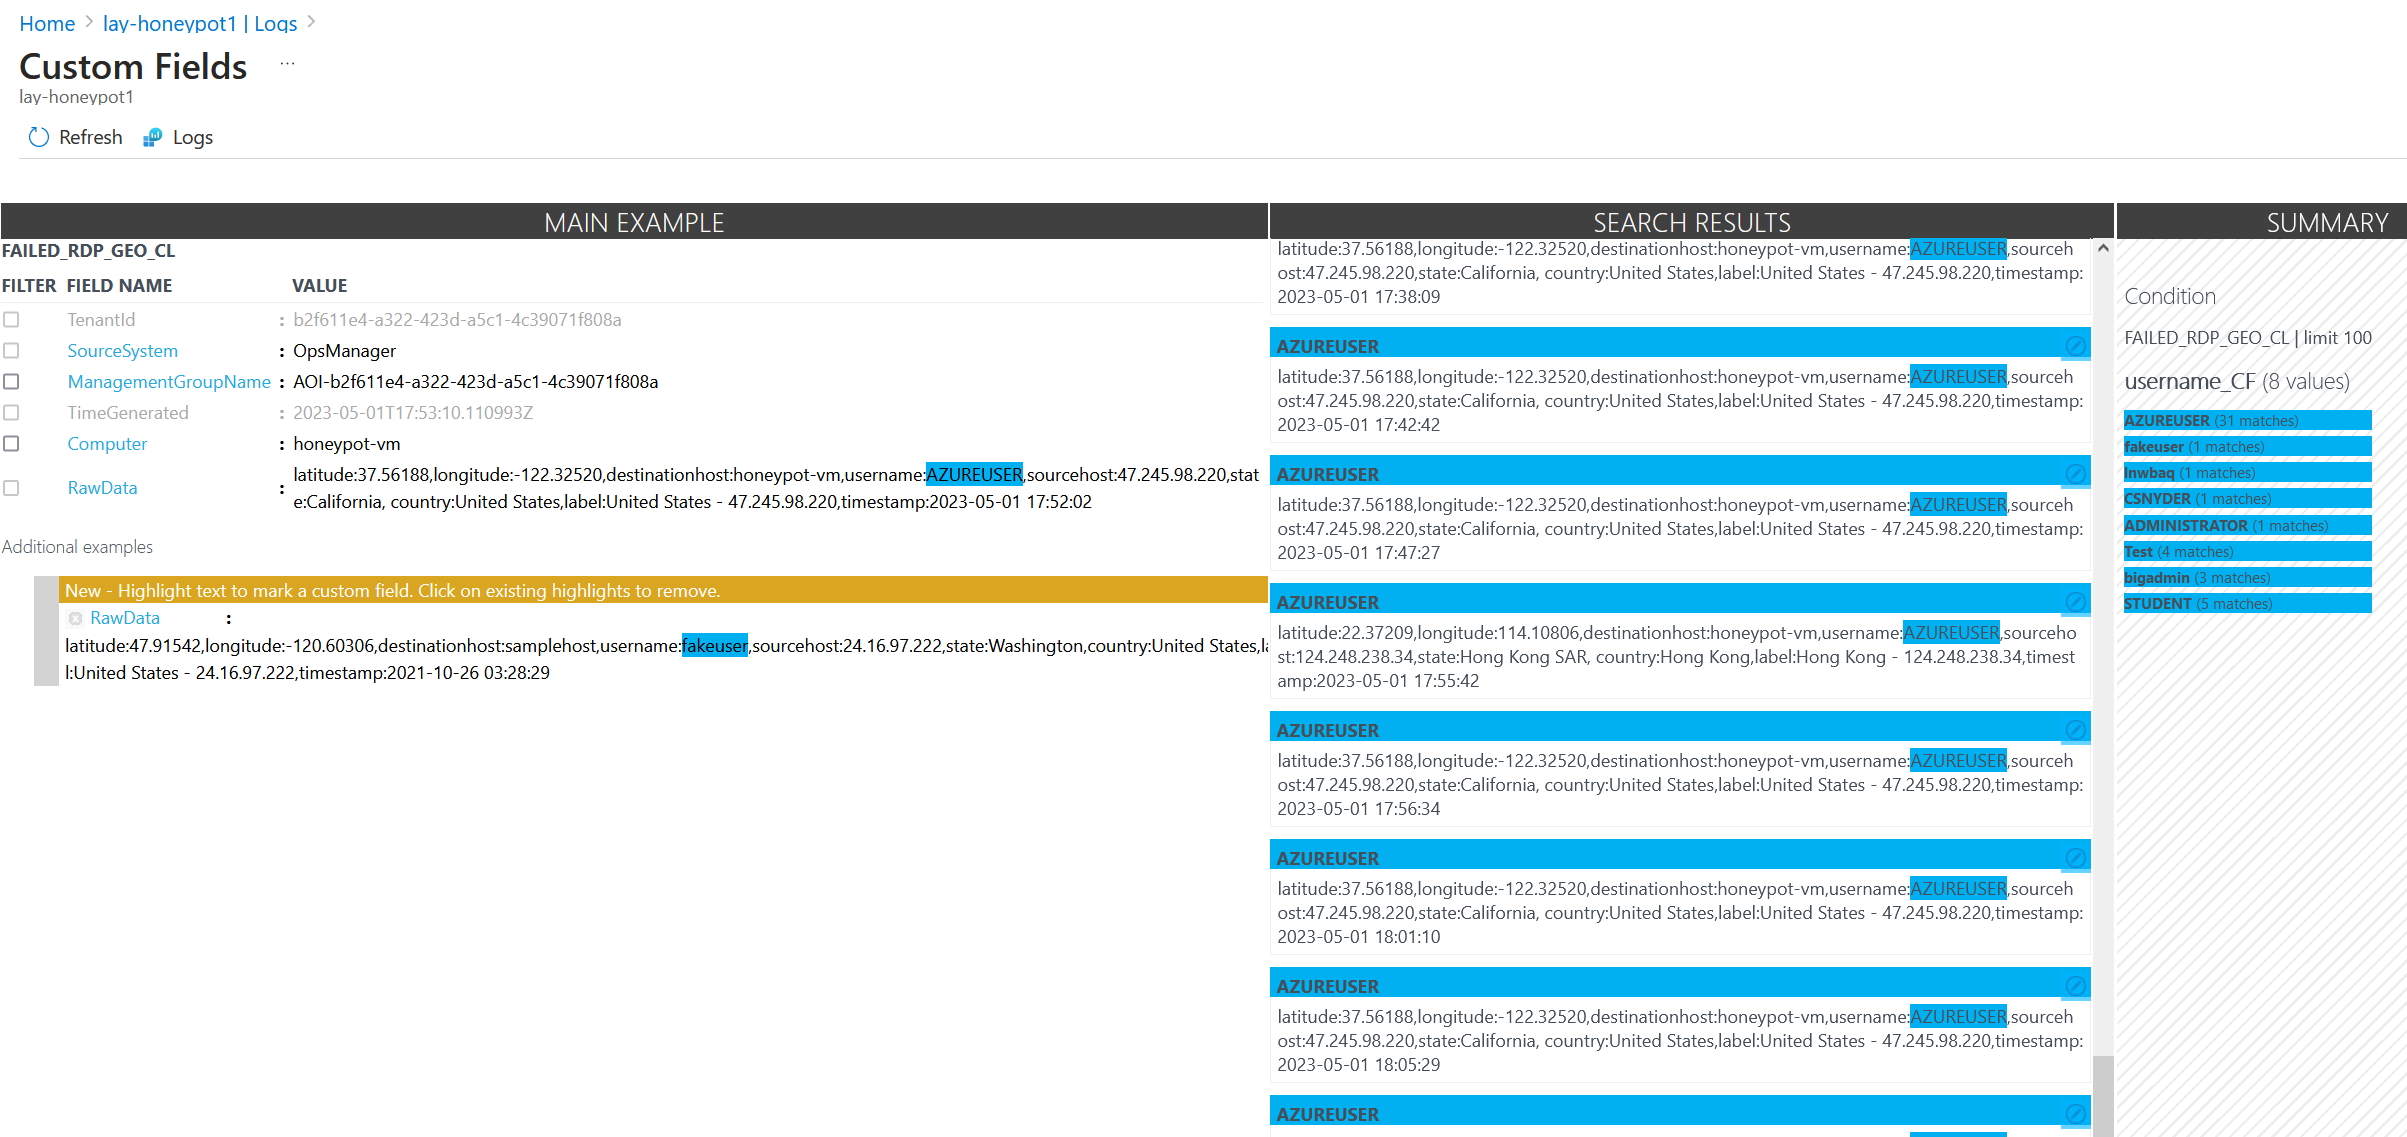 Home > lay-honeypot1 | Logs >
Custom Fields ...
lay-honeypot1
Refresh Logs
MAIN EXAMPLE
FAILED_RDP_GEO_CL
FILTER FIELD NAME VALUE
TenantId : b2f611e4-a322-423d-a5c1-4c39071f808a
SourceSystem : OpsManager
ManagementGroupName : AOI-b2f611e4-a322-423d-a5c1-4c39071f808a
TimeGenerated : 2023-05-01T17:53:10.110993Z
Computer : honeypot-vm
RawData : latitude:37.56188,longitude:-122.32520,destinationhost:honeypot-vm,username:AZUREUSER,sourcehost:47.245.98.220,stat
e:California, country:United States,label:United States - 47.245.98.220,timestamp:2023-05-01 17:52:02
Additional examples
New - Highlight text to mark a custom field. Click on existing highlights to remove.
RawData :
latitude:47.91542,longitude:-120.60306,destinationhost:samplehost,username:fakeuser,sourcehost:24.16.97.222,state:Washington,country:United States,la
l:United States - 24.16.97.222,timestamp:2021-10-26 03:28:29
SEARCH RESULTS
latitude:37.56188,longitude:-122.32520,destinationhost:honeypot-vm,username:AZUREUSER,sourceh
ost:47.245.98.220,state:California, country:United States,label:United States - 47.245.98.220,timestamp:
2023-05-01 17:38:09
AZUREUSER
latitude:37.56188,longitude:-122.32520,destinationhost:honeypot-vm,username:AZUREUSER,sourceh
ost:47.245.98.220,state:California, country:United States,label:United States - 47.245.98.220,timestamp:
2023-05-01 17:42:42
AZUREUSER
latitude:37.56188,longitude:-122.32520,destinationhost:honeypot-vm,username:AZUREUSER,sourceh
ost:47.245.98.220,state:California, country:United States,label:United States - 47.245.98.220,timestamp:
2023-05-01 17:47:27
AZUREUSER
latitude:22.37209,longitude:114.10806,destinationhost:honeypot-vm,username:AZUREUSER,sourceho
st:124.248.238.34,state:Hong Kong SAR, country:Hong Kong,label:Hong Kong - 124.248.238.34,timest
amp:2023-05-01 17:55:42
AZUREUSER
latitude:37.56188,longitude:-122.32520,destinationhost:honeypot-vm,username:AZUREUSER,sourceh
ost:47.245.98.220,state:California, country:United States,label:United States - 47.245.98.220,timestamp:
2023-05-01 17:56:34
AZUREUSER
latitude:37.56188,longitude:-122.32520,destinationhost:honeypot-vm,username:AZUREUSER,sourceh
ost:47.245.98.220,state:California, country:United States,label:United States - 47.245.98.220,timestamp:
2023-05-01 18:01:10
AZUREUSER
latitude:37.56188,longitude:-122.32520,destinationhost:honeypot-vm,username:AZUREUSER,sourceh
ost:47.245.98.220,state:California, country:United States,label:United States - 47.245.98.220,timestamp:
2023-05-01 18:05:29
AZUREUSER
SUMMARY
Condition
FAILED_RDP_GEO_CL | limit 100
username_CF (8 values)
AZUREUSER (31 matches)
fakeuser (1 matches)
lnwbaq (1 matches)
CSNYDER (1 matches)
ADMINISTRATOR (1 matches)
Test (4 matches)
bigadmin (3 matches)
STUDENT (5 matches)